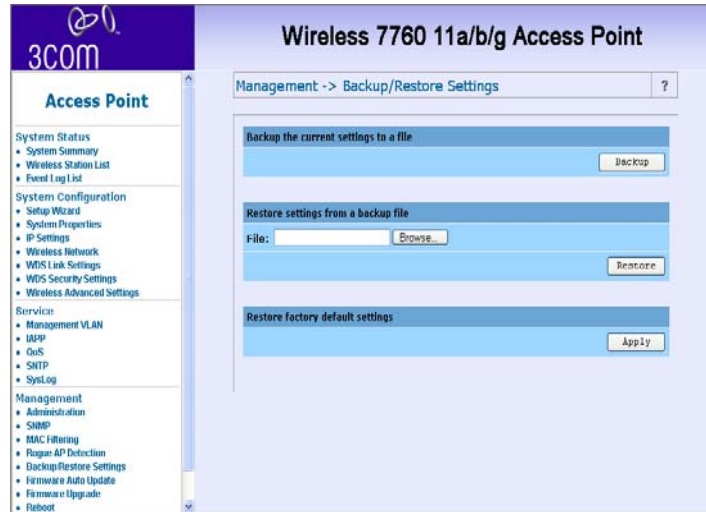 3COM
Wireless 7760 11a/b/g Access Point
Access Point
System Status
System Summary
Wireless Station List
Event Log List
System Configuration
Setup Wizard
System Properties
IP Settings
Wireless Network
WDS Link Settings
WDS Security Settings
Wireless Advanced Settings
Service
Management VLAN
IAPP
QoS
SNTP
SysLog
Management
Administration
SNMP
MAC Filtering
Rogue AP Detection
Backup/Restore Settings
Firmware Auto Update
Firmware Upgrade
Reboot
Management -> Backup/Restore Settings
?
Backup the current settings to a file
Backup
Restore settings from a backup file
File: Browse...
Restore
Restore factory default settings
Apply